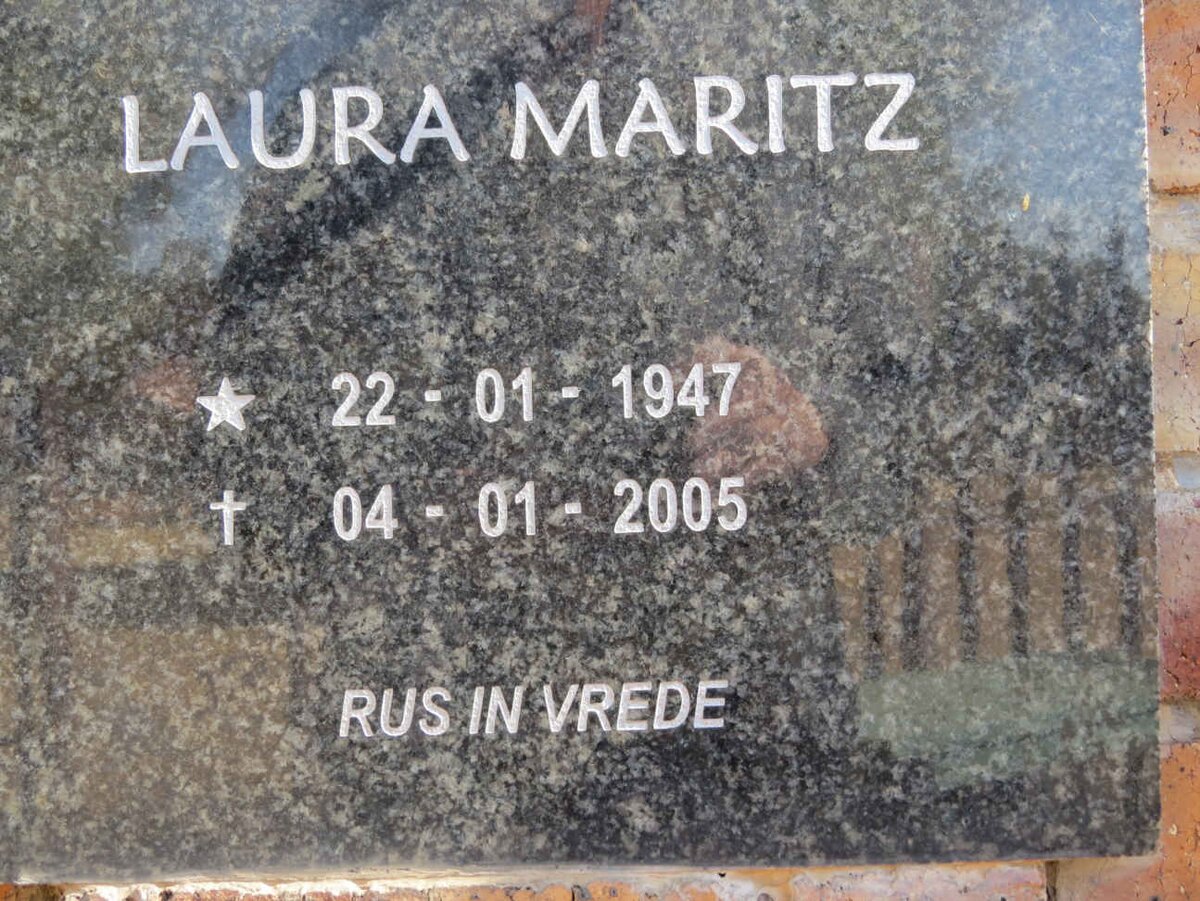 LAURA MARITZ
★ 22 - 01 - 1947
✝ 04 - 01 - 2005
RUS IN VREDE